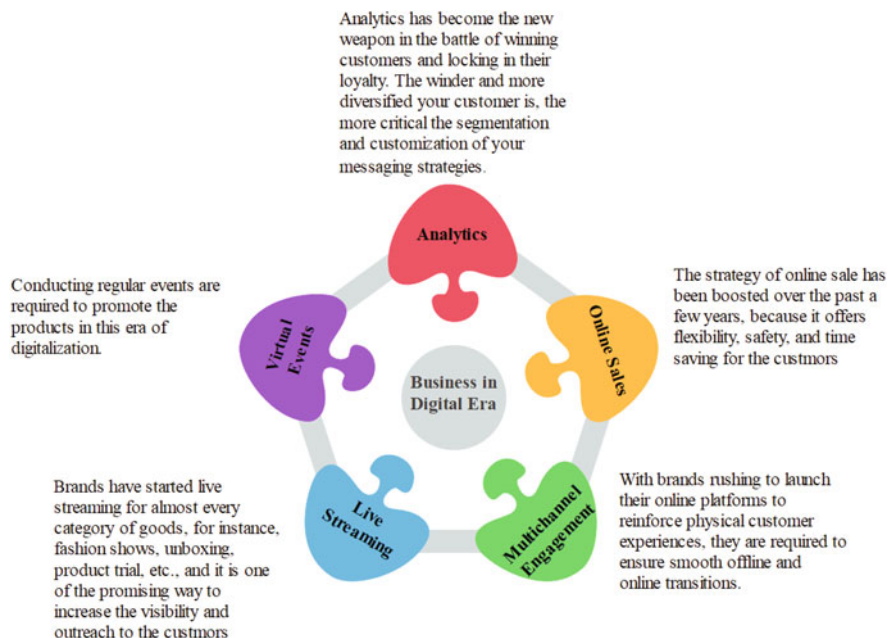 Analytics has become the new
weapon in the battle of winning
customers and locking in their
loyalty. The winder and more
diversified your customer is, the
more critical the segmentation
and customization of your
messaging strategies.
Analytics
Conducting regular events are
required to promote the
products in this era of
digitalization.
Virtual
Events
The strategy of online sale has
been boosted over the past a
few years, because it offers
flexibility, safety, and time
saving for the custmors
Online Sales
Business in
Digital Era
Brands have started live
streaming for almost every
category of goods, for instance,
fashion shows, unboxing,
product trial, etc., and it is one
of the promising way to
increase the visibility and
outreach to the custmors
Live
Streaming
Multichannel
Engagement
With brands rushing to launch
their online platforms to
reinforce physical customer
experiences, they are required to
ensure smooth offline and
online transitions.